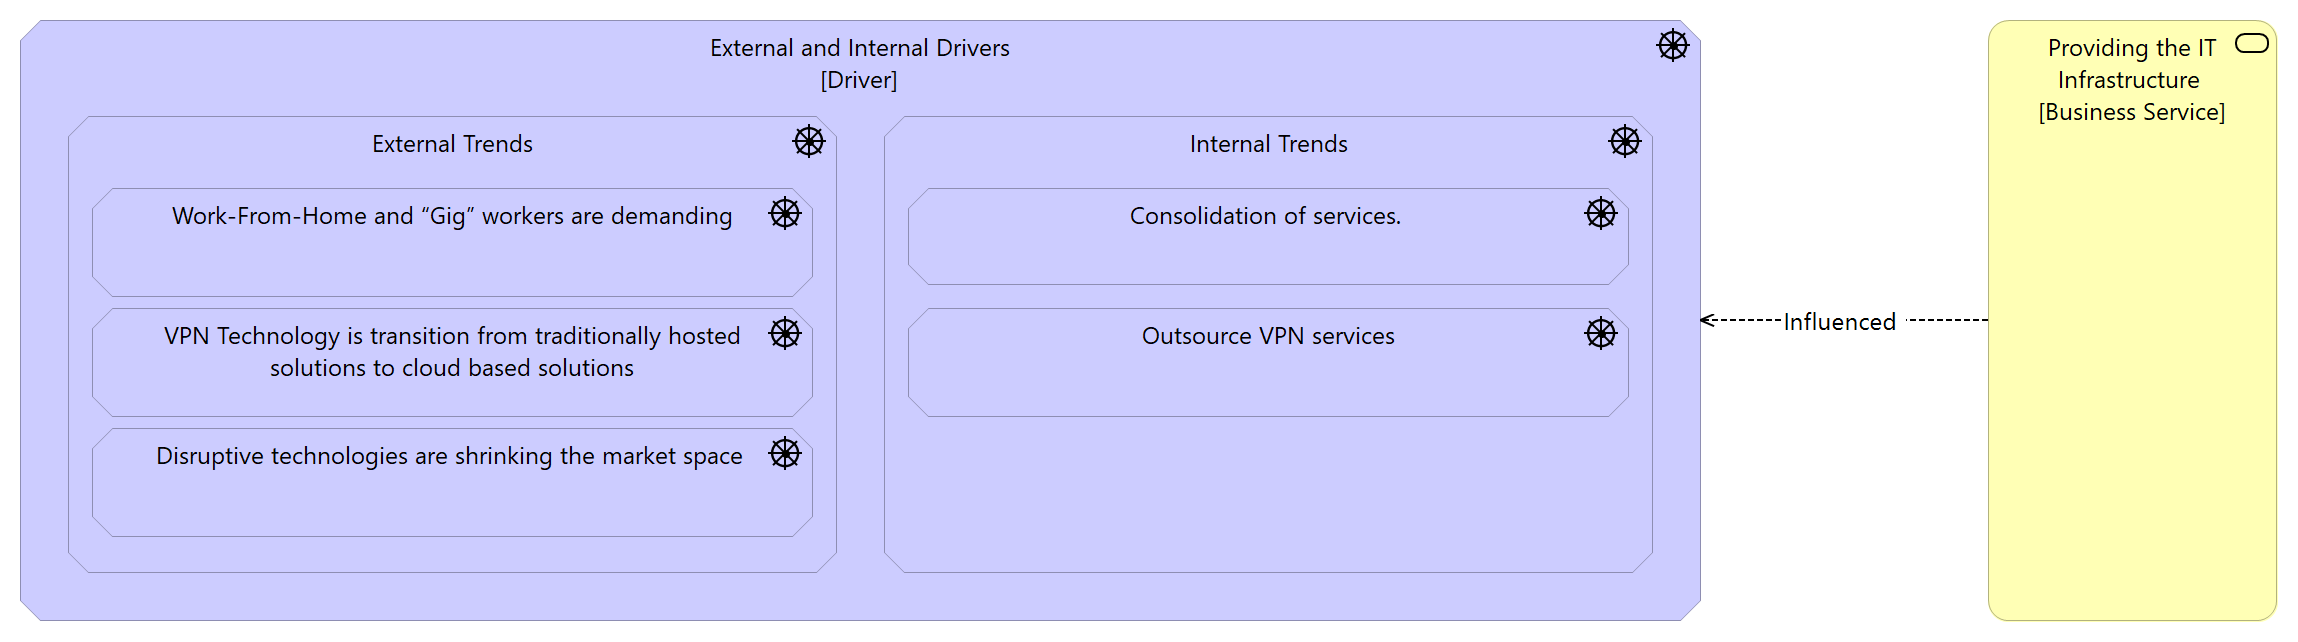 External and Internal Drivers
[Driver]
External Trends
Work-From-Home and “Gig” workers are demanding
VPN Technology is transition from traditionally hosted
solutions to cloud based solutions
Disruptive technologies are shrinking the market space
Internal Trends
Consolidation of services.
Outsource VPN services
Influenced
Providing the IT
Infrastructure
[Business Service]